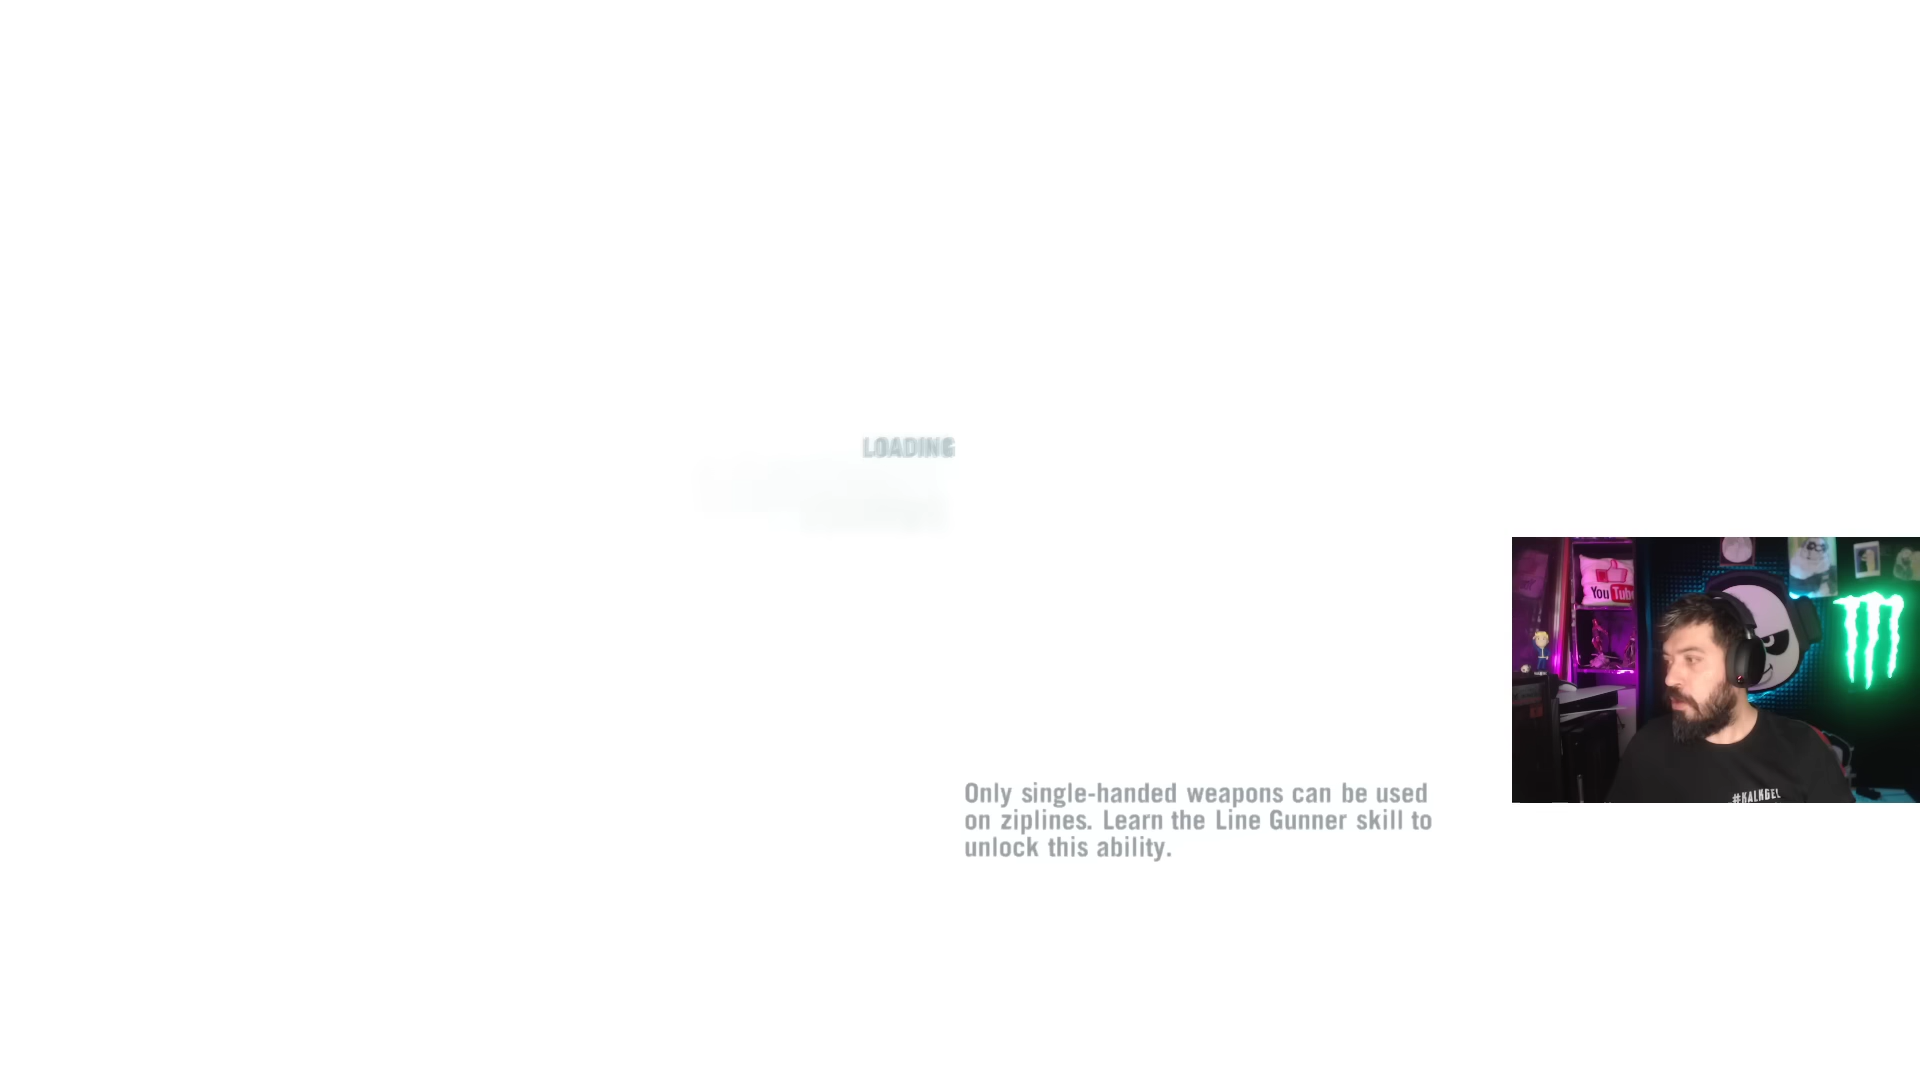 LOADING
Only single-handed weapons can be used
on ziplines. Learn the Line Gunner skill to
unlock this ability.
You Tube
#KALKGEL